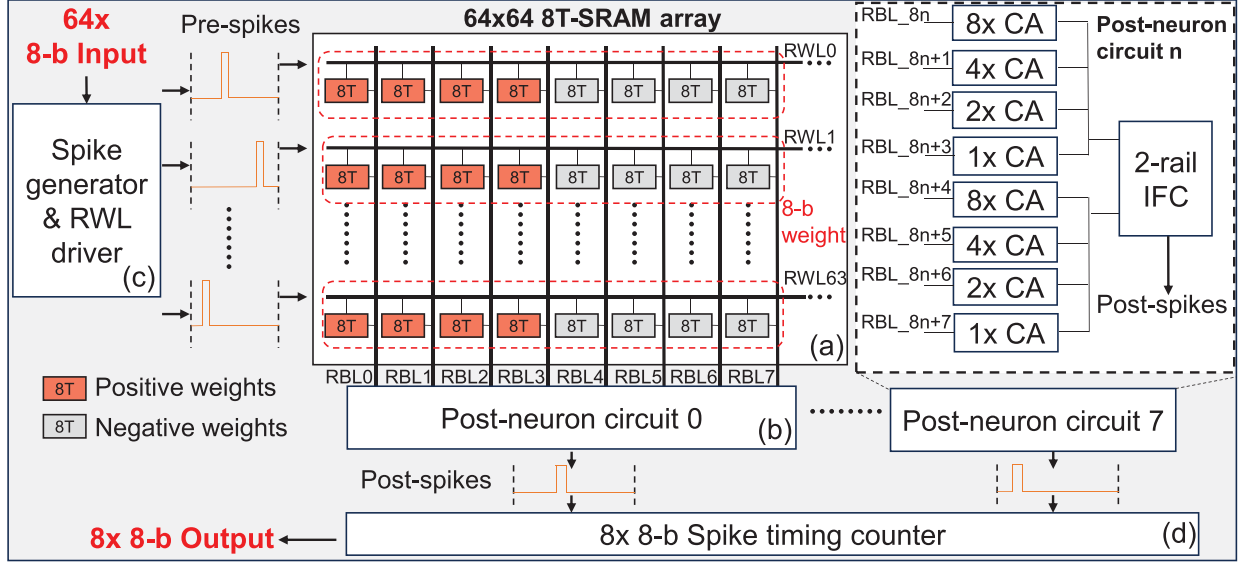 64x
8-b Input
Pre-spikes
64x64 8T-SRAM array
Spike
generator
& RWL
driver
(c)
RWL0
8T 8T 8T 8T 8T 8T 8T 8T
RWL1
8T 8T 8T 8T 8T 8T 8T 8T
8-b
weight
RWL63
8T 8T 8T 8T 8T 8T 8T 8T
(a)
RBL0 RBL1 RBL2 RBL3 RBL4 RBL5 RBL6 RBL7
Post-neuron
circuit n
RBL_8n
8x CA
RBL_8n+1
4x CA
RBL_8n+2
2x CA
RBL_8n+3
1x CA
RBL_8n+4
8x CA
RBL_8n+5
4x CA
RBL_8n+6
2x CA
RBL_8n+7
1x CA
2-rail
IFC
Post-spikes
8T Positive weights
8T Negative weights
Post-neuron circuit 0
(b)
Post-neuron circuit 7
Post-spikes
8x 8-b Spike timing counter
(d)
8x 8-b Output